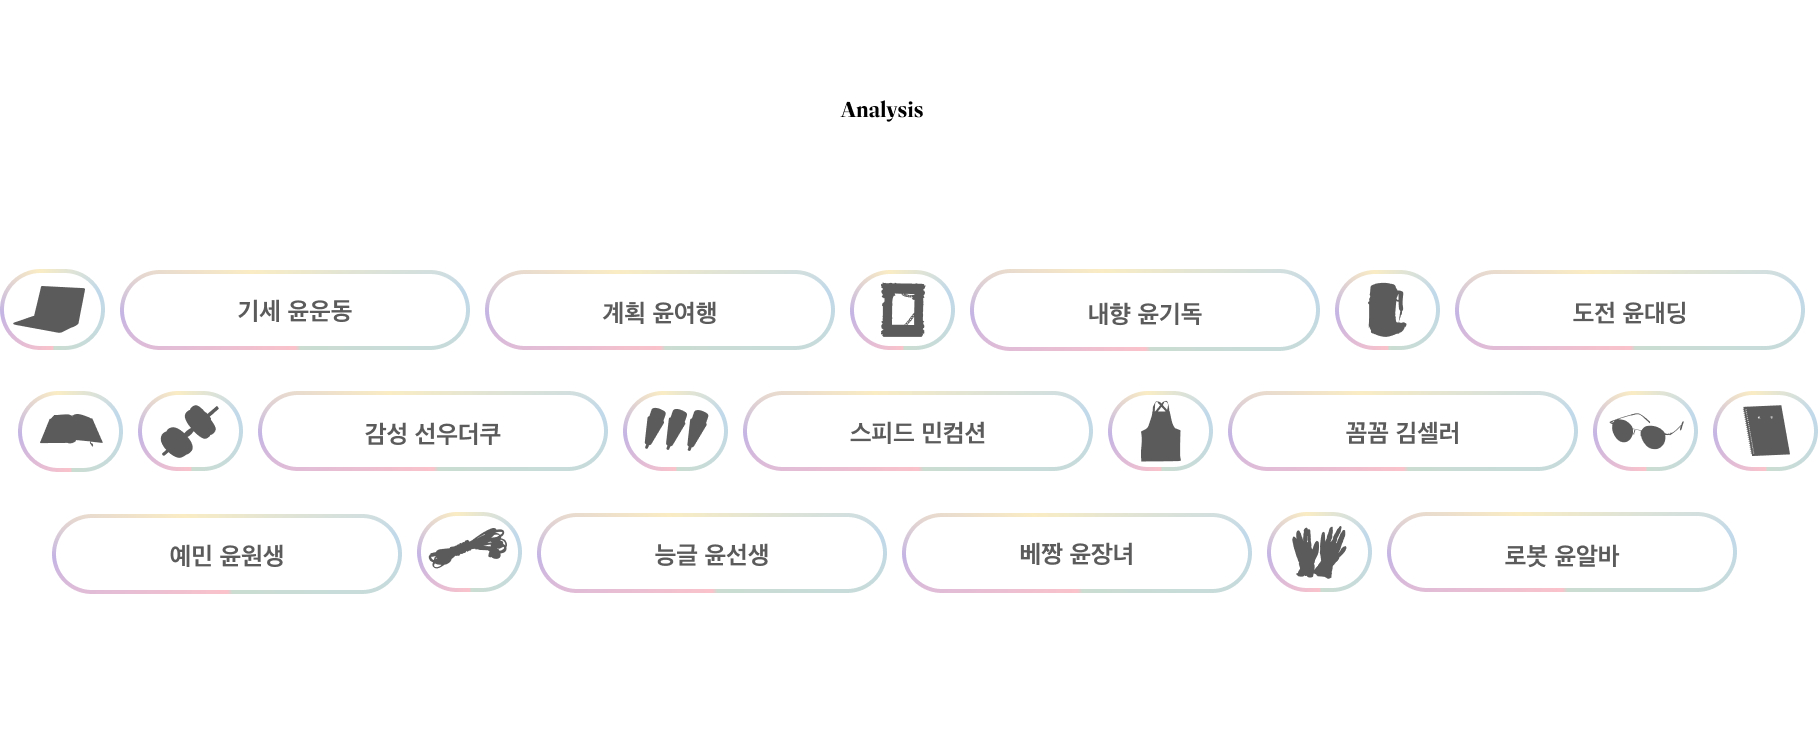 Analysis
기세 윤운동
계획 윤여행
내향 윤기독
도전 윤대딩
감성 선우더쿠
스피드 민컴션
꼼꼼 김셀러
예민 윤원생
능글 윤선생
베짱 윤장녀
로봇 윤알바